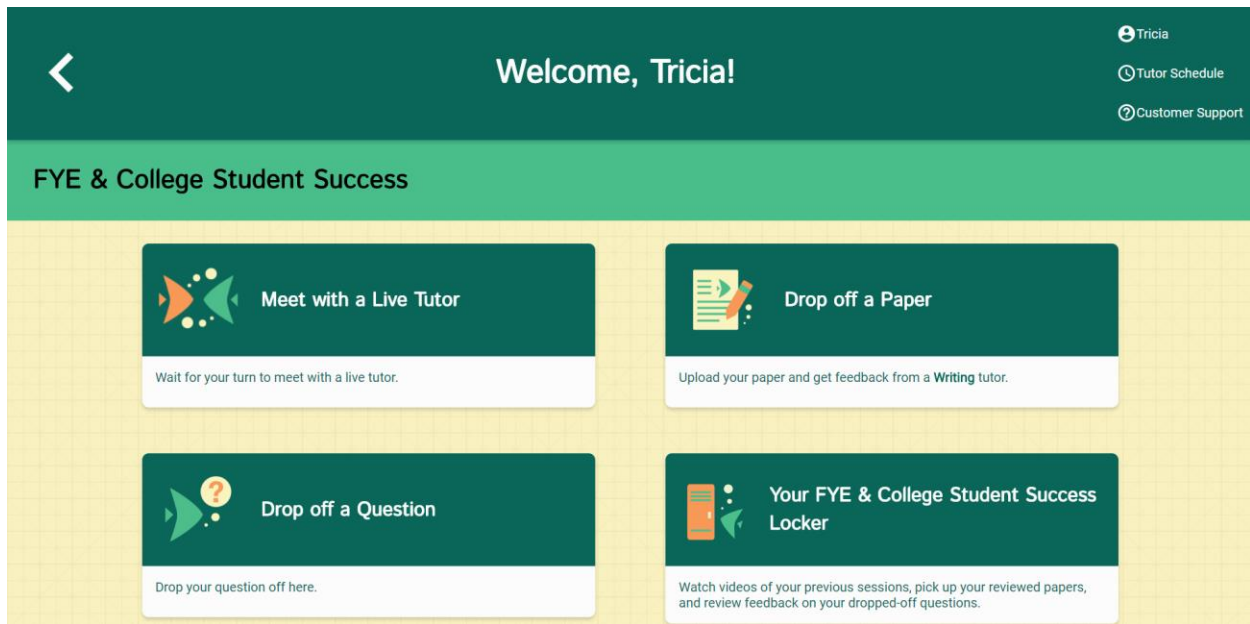 Welcome, Tricia!
Tricia
Tutor Schedule
Customer Support
FYE & College Student Success
Meet with a Live Tutor
Wait for your turn to meet with a live tutor.
Drop off a Paper
Upload your paper and get feedback from a Writing tutor.
?
Drop off a Question
Drop your question off here.
Your FYE & College Student Success
Locker
Watch videos of your previous sessions, pick up your reviewed papers,
and review feedback on your dropped-off questions.